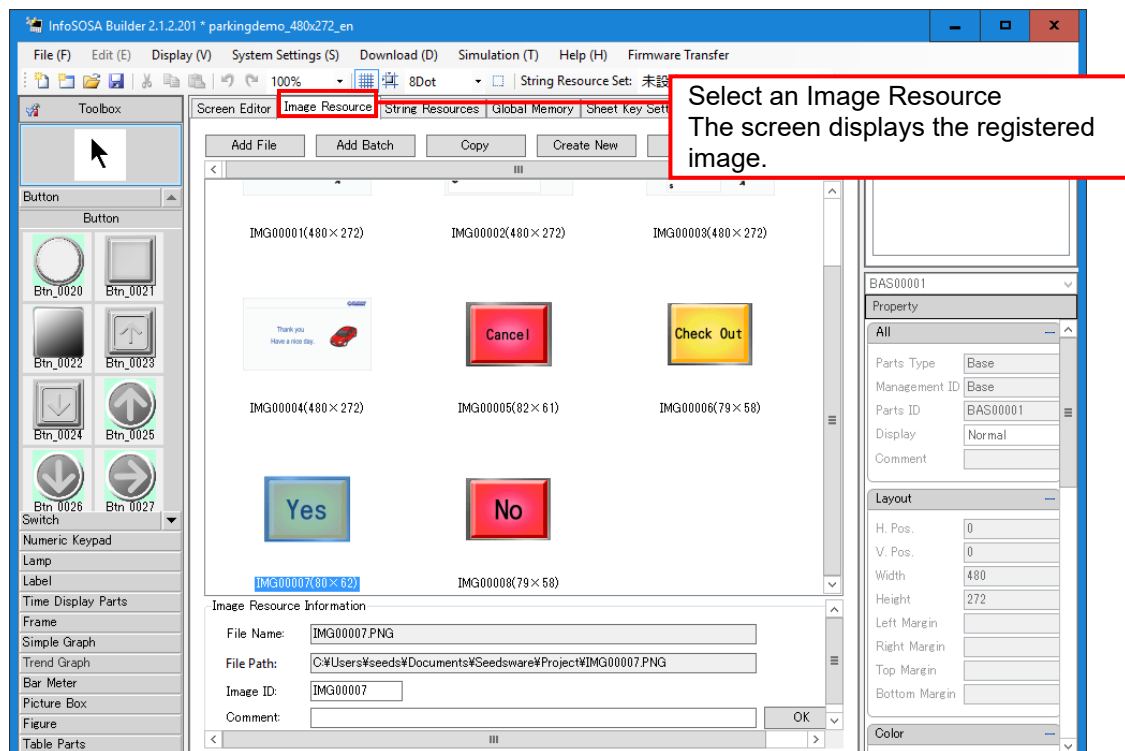 InfoSOSA Builder 2.1.2.201 * parkingdemo_480x272_en
File (F) Edit (E) Display (V) System Settings (S) Download (D) Simulation (T) Help (H) Firmware Transfer
100% 8Dot String Resource Set: 未設
Select an Image Resource
The screen displays the registered
image.
Toolbox
Screen Editor Image Resource String Resources Global Memory Sheet Key Sett
Add File Add Batch Copy Create New
Button
Button
Btn_0020 Btn_0021
Btn_0022 Btn_0023
Btn_0024 Btn_0025
Btn_0026 Btn_0027
Switch
Numeric Keypad
Lamp
Label
Time Display Parts
Frame
Simple Graph
Trend Graph
Bar Meter
Picture Box
Figure
Table Parts
IMG00001(480×272) IMG00002(480×272) IMG00003(480×272)
Thank you
Have a nice day.
Cancel
Check Out
IMG00004(480×272) IMG00005(82×61) IMG00006(79×58)
Yes
No
IMG00007(80×62) IMG00008(79×58)
Image Resource Information
File Name: IMG00007.PNG
File Path: C:¥Users¥seeds¥Documents¥Seedsware¥Project¥IMG00007.PNG
Image ID: IMG00007
Comment: OK
BAS00001
Property
All
Parts Type Base
Management ID Base
Parts ID BAS00001
Display Normal
Comment
Layout
H. Pos. 0
V. Pos. 0
Width 480
Height 272
Left Margin
Right Margin
Top Margin
Bottom Margin
Color